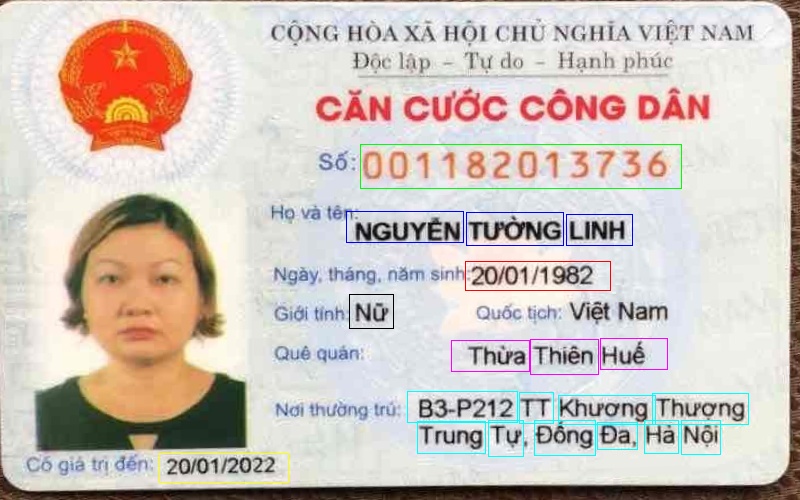 CỘNG HÒA XÃ HỘI CHỦ NGHĨA VIỆT NAM
Độc lập - Tự do - Hạnh phúc
CĂN CƯỚC CÔNG DÂN
Số: 001182013736
Họ và tên: NGUYỄN TƯỜNG LINH
Ngày, tháng, năm sinh: 20/01/1982
Giới tính: Nữ Quốc tịch: Việt Nam
Quê quán: Thừa Thiên Huế
Nơi thường trú: B3-P212 TT Khương Thượng
Trung Tự, Đống Đa, Hà Nội
Có giá trị đến: 20/01/2022